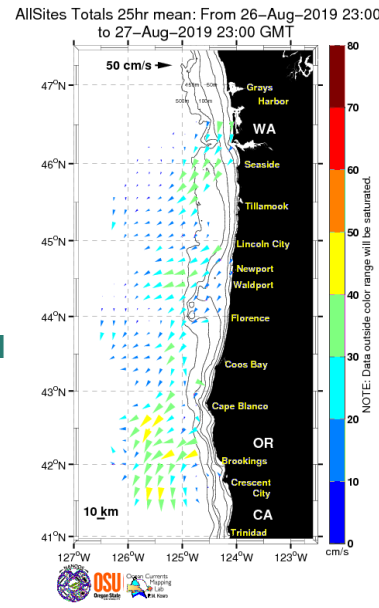 AllSites Totals 25hr mean: From 26-Aug-2019 23:00
to 27-Aug-2019 23:00 GMT
50 cm/s
47°N
46°N
45°N
44°N
43°N
42°N
41°N
127°W
126°W
125°W
124°W
123°W
Grays
Harbor
WA
Seaside
Tillamook
Lincoln City
Newport
Waldport
Florence
Coos Bay
Cape Blanco
OR
Brookings
Crescent
City
CA
Trinidad
10 km
80
70
60
50
40
30
20
10
0
cm/s
NOTE: Data outside color range will be saturated.
OSU
Oregon State
Ocean Currents
Mapping
Lab